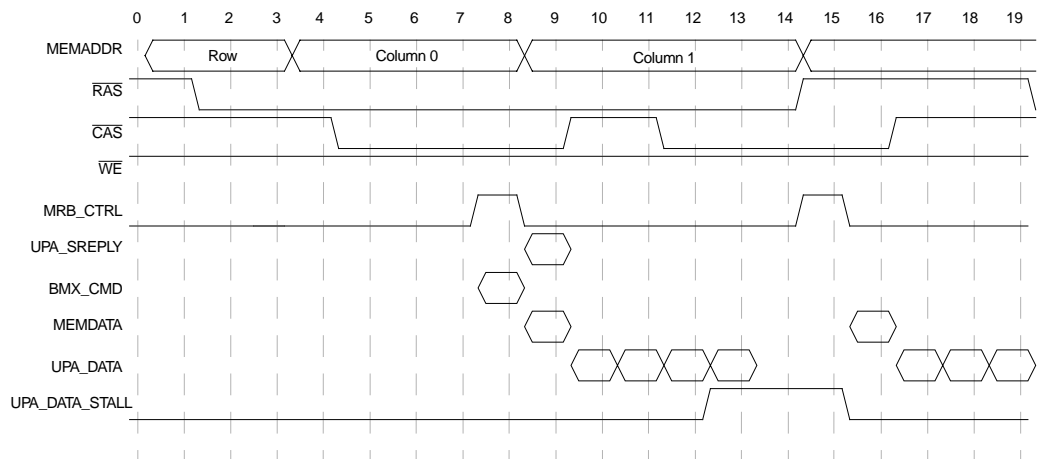 0 1 2 3 4 5 6 7 8 9 10 11 12 13 14 15 16 17 18 19
MEMADDR Row Column 0 Column 1
RAS
CAS
WE
MRB_CTRL
UPA_SREPLY
BMX_CMD
MEMDATA
UPA_DATA
UPA_DATA_STALL